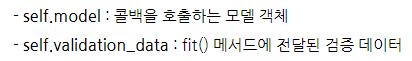 - self.model : 콜백을 호출하는 모델 객체
- self.validation_data : fit() 메서드에 전달된 검증 데이터